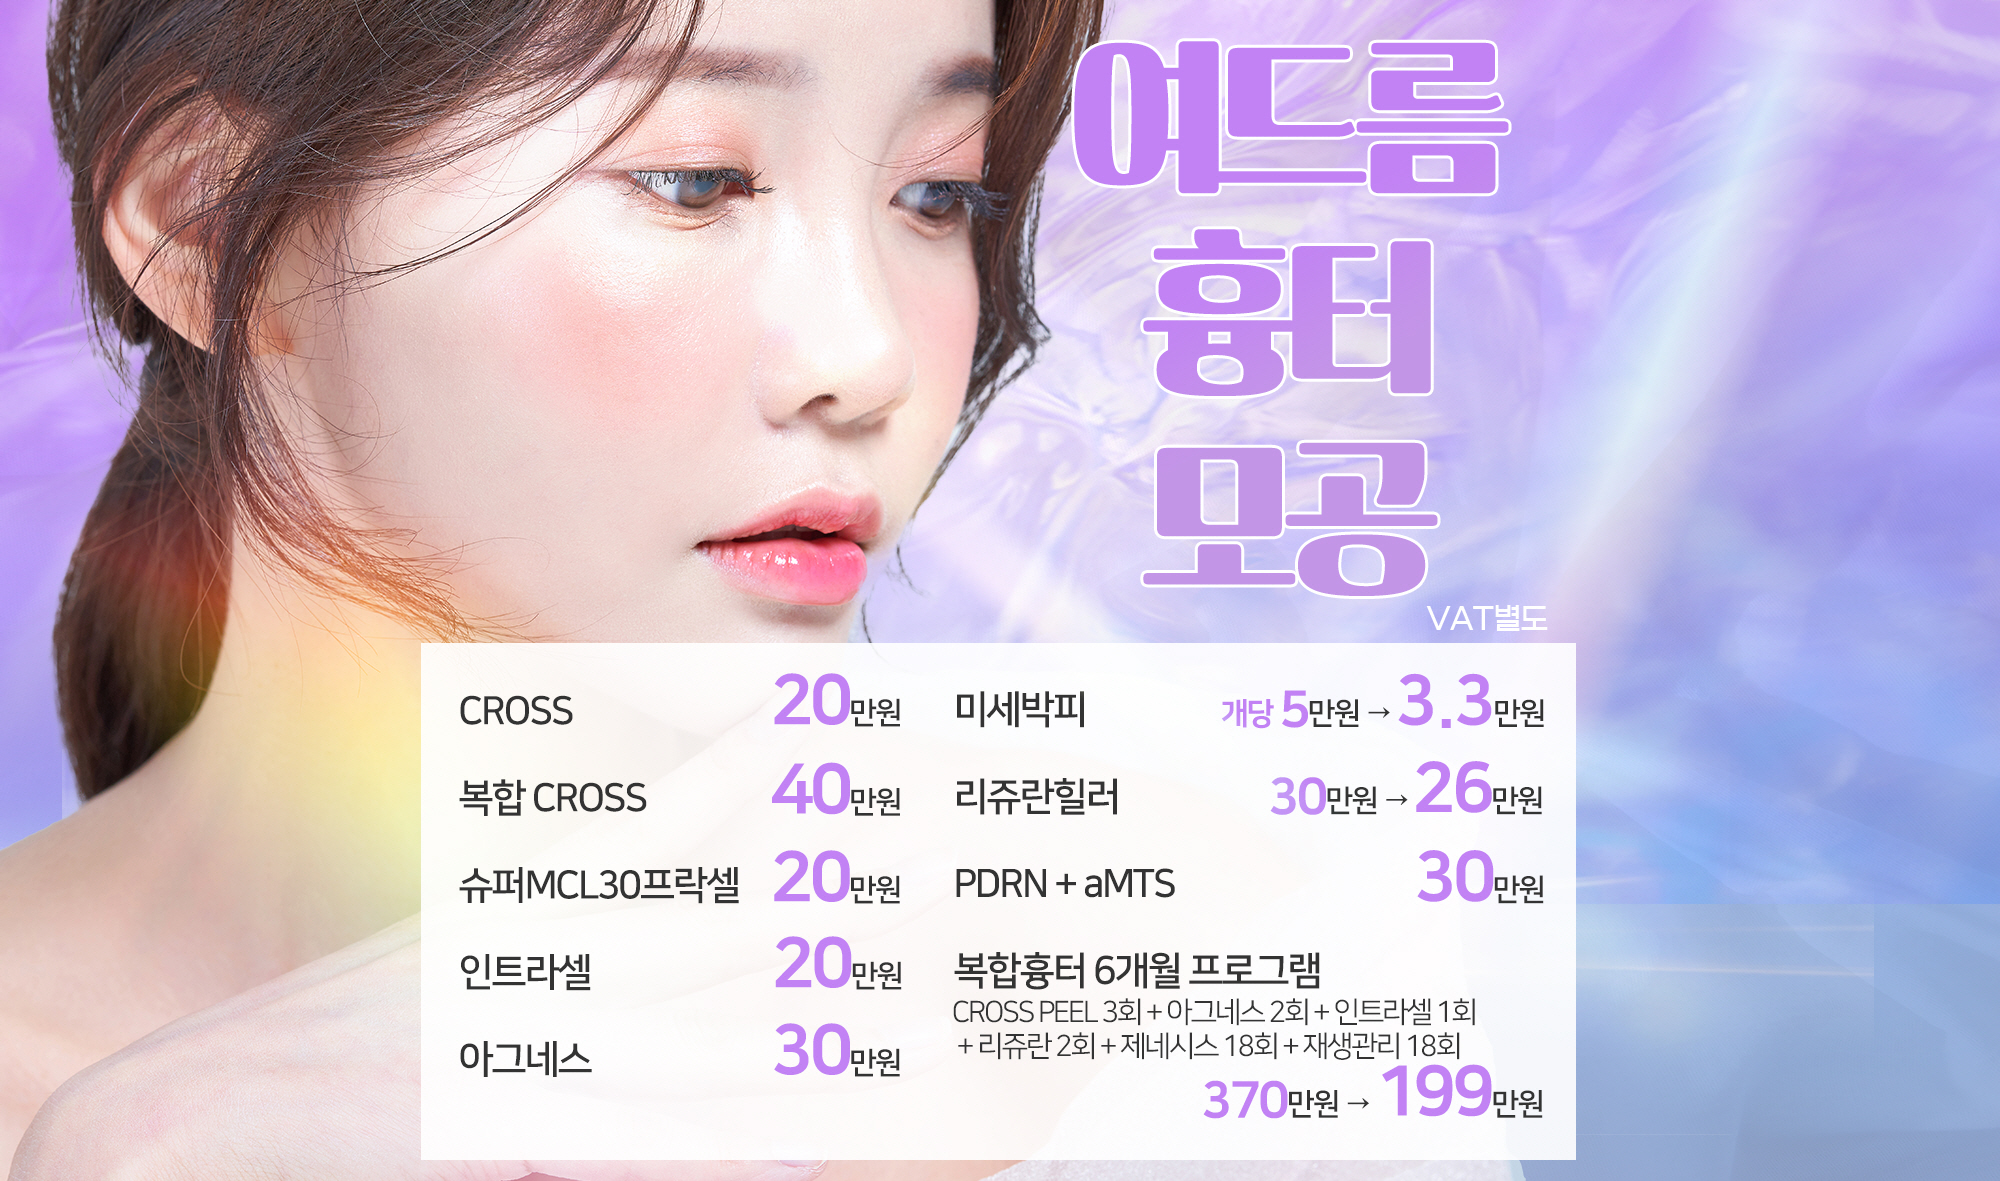 여드름
흉터
모공
VAT별도
CROSS 20만원
복합 CROSS 40만원
슈퍼MCL30프락셀 20만원
인트라셀 20만원
아그네스 30만원
미세박피 개당 5만원 → 3.3만원
리쥬란힐러 30만원 → 26만원
PDRN + aMTS 30만원
복합흉터 6개월 프로그램
CROSS PEEL 3회 + 아그네스 2회 + 인트라셀 1회
+ 리쥬란 2회 + 제네시스 18회 + 재생관리 18회
370만원 → 199만원